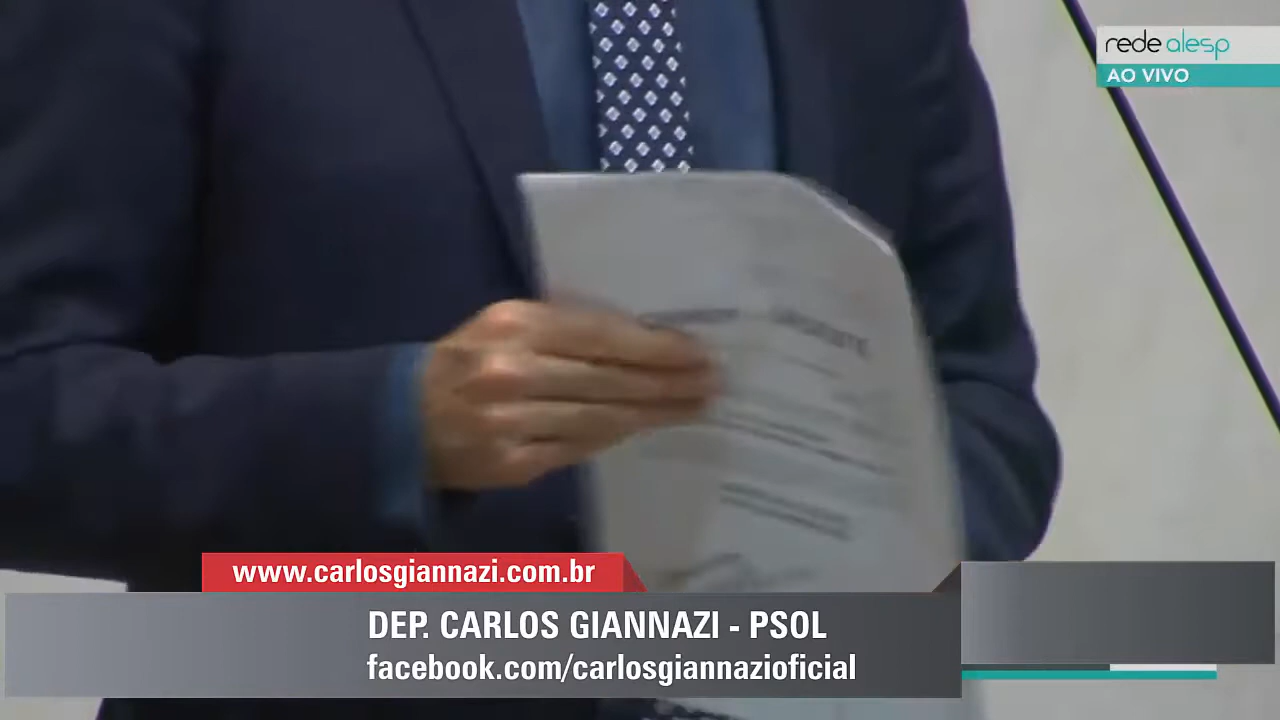 rede alesp
AO VIVO
www.carlosgiannazi.com.br
DEP. CARLOS GIANNAZI - PSOL
facebook.com/carlosgiannazioficial